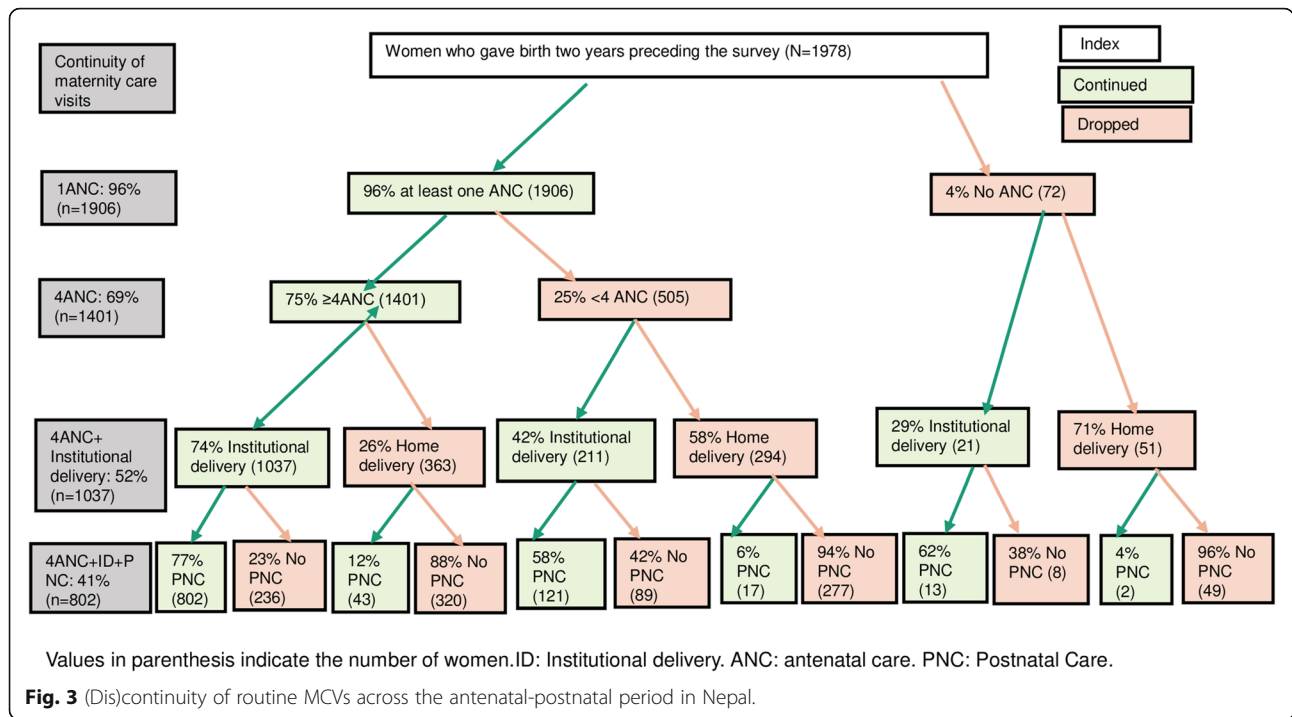 Women who gave birth two years preceding the survey (N=1978)
Index
Continued
Dropped
Continuity of
maternity care
visits
1ANC: 96%
(n=1906)
96% at least one ANC (1906)
4% No ANC (72)
4ANC: 69%
(n=1401)
75% ≥4ANC (1401)
25% <4 ANC (505)
4ANC+
Institutional
delivery: 52%
(n=1037)
74% Institutional
delivery (1037)
26% Home
delivery (363)
42% Institutional
delivery (211)
58% Home
delivery (294)
29% Institutional
delivery (21)
71% Home
delivery (51)
4ANC+ID+P
NC: 41%
(n=802)
77%
PNC
(802)
23% No
PNC
(236)
12%
PNC
(43)
88% No
PNC
(320)
58%
PNC
(121)
42% No
PNC
(89)
6%
PNC
(17)
94% No
PNC
(277)
62%
PNC
(13)
38% No
PNC (8)
4%
PNC
(2)
96% No
PNC
(49)
Values in parenthesis indicate the number of women.ID: Institutional delivery. ANC: antenatal care. PNC: Postnatal Care.
Fig. 3 (Dis)continuity of routine MCVs across the antenatal-postnatal period in Nepal.